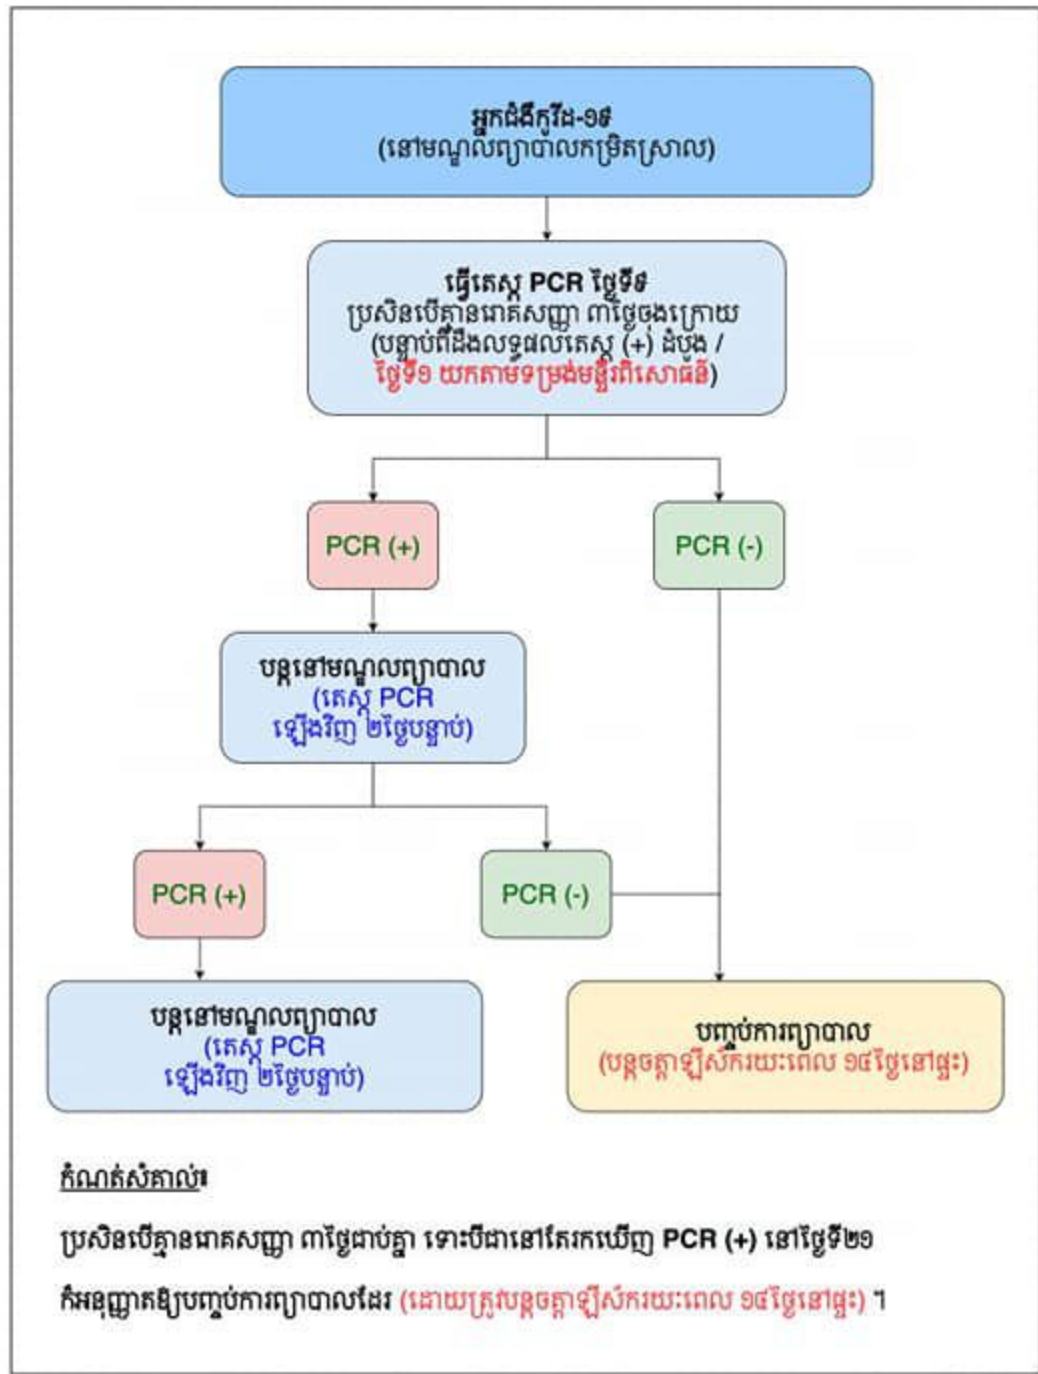 អ្នកជំងឺកូវីដ-១៩
(នៅមណ្ឌលព្យាបាលកម្រិតស្រាល)
ធ្វើតេស្ត PCR ថ្ងៃទី៩
ប្រសិនបើគ្មានរោគសញ្ញា ៣ថ្ងៃចុងក្រោយ
(បន្ទាប់ពីដឹងលទ្ធផលតេស្ត (+) ដំបូង /
ថ្ងៃទី១ យកតាមទម្រង់មន្ទីរពិសោធន៍)
PCR (+)
PCR (-)
បន្តនៅមណ្ឌលព្យាបាល
(តេស្ត PCR
ឡើងវិញ ២ថ្ងៃបន្ទាប់)
PCR (+)
PCR (-)
បន្តនៅមណ្ឌលព្យាបាល
(តេស្ត PCR
ឡើងវិញ ២ថ្ងៃបន្ទាប់)
បញ្ចប់ការព្យាបាល
(បន្តចត្តាឡីស័ករយៈពេល ១៤ថ្ងៃនៅផ្ទះ)
កំណត់សំគាល់៖
ប្រសិនបើគ្មានរោគសញ្ញា ៣ថ្ងៃជាប់គ្នា ទោះបីជានៅតែរកឃើញ PCR (+) នៅថ្ងៃទី២១
ក៏អនុញ្ញាតឱ្យបញ្ចប់ការព្យាបាលដែរ (ដោយត្រូវបន្តចត្តាឡីស័ករយៈពេល ១៤ថ្ងៃនៅផ្ទះ) ។